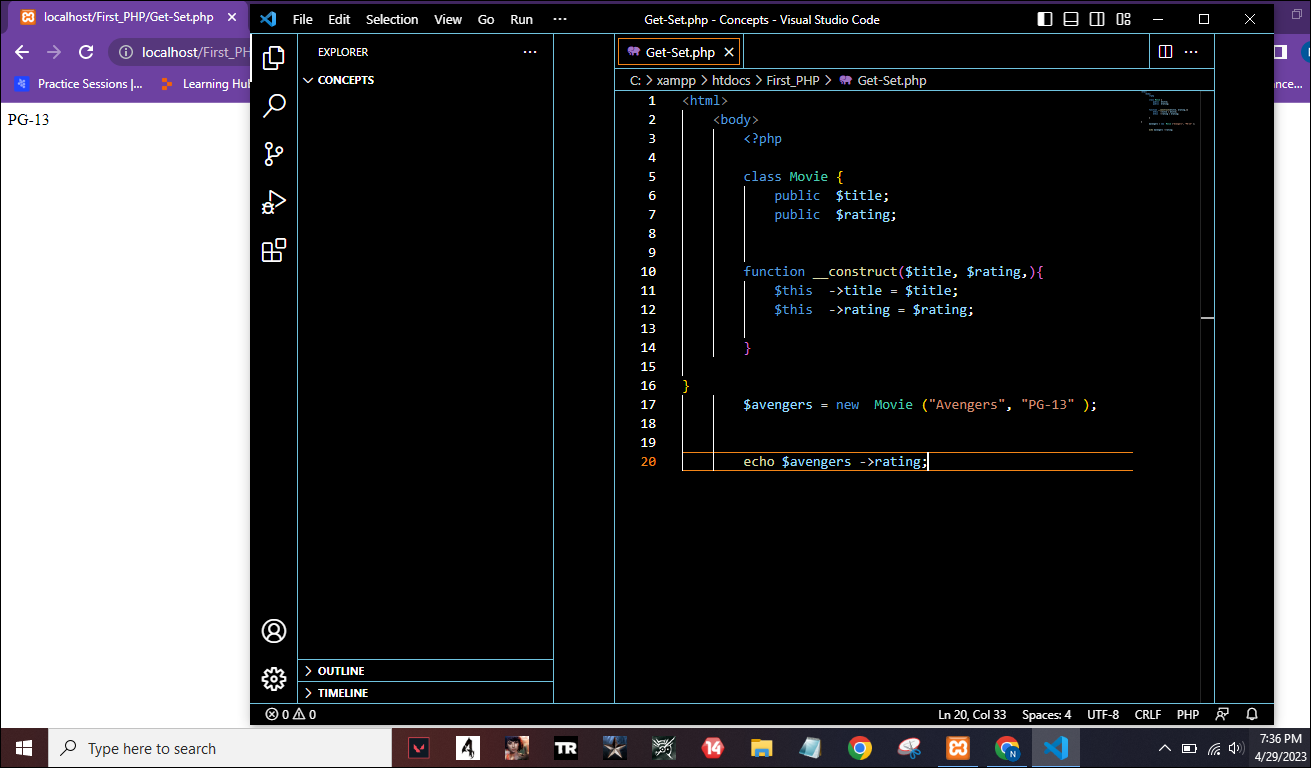 localhost/First_PHP/Get-Set.php
localhost/First_PH
Practice Sessions |...
Learning Hu
ance...
PG-13
File Edit Selection View Go Run ...
Get-Set.php - Concepts - Visual Studio Code
EXPLORER
CONCEPTS
OUTLINE
TIMELINE
Get-Set.php
C: > xampp > htdocs > First_PHP > Get-Set.php
1 <html>
2 <body>
3 <?php
4
5 class Movie {
6 public  $title;
7 public  $rating;
8
9
10 function __construct($title, $rating,){
11 $this  ->title = $title;
12 $this  ->rating = $rating;
13
14 }
15
16 }
17 $avengers = new  Movie ("Avengers", "PG-13" );
18
19
20 echo $avengers ->rating;
0 0
Ln 20, Col 33 Spaces: 4 UTF-8 CRLF PHP
Type here to search
TR
14
N
7:36 PM
4/29/2023